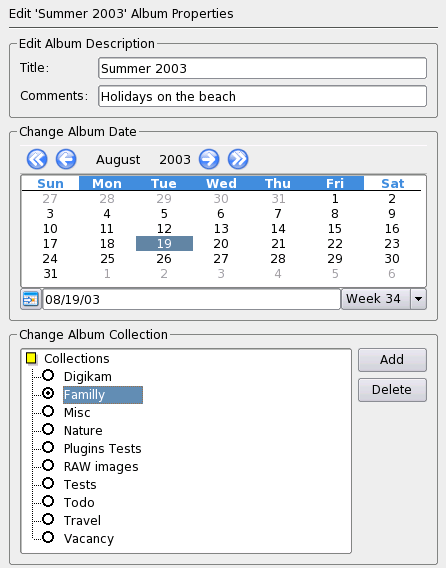 Edit 'Summer 2003' Album Properties
Edit Album Description
Title: Summer 2003
Comments: Holidays on the beach
Change Album Date
August 2003
Sun Mon Tue Wed Thu Fri Sat
27 28 29 30 31 1 2
3 4 5 6 7 8 9
10 11 12 13 14 15 16
17 18 19 20 21 22 23
24 25 26 27 28 29 30
31 1 2 3 4 5 6
08/19/03 Week 34
Change Album Collection
Collections Add
Digikam
Familly Delete
Misc
Nature
Plugins Tests
RAW images
Tests
Todo
Travel
Vacancy